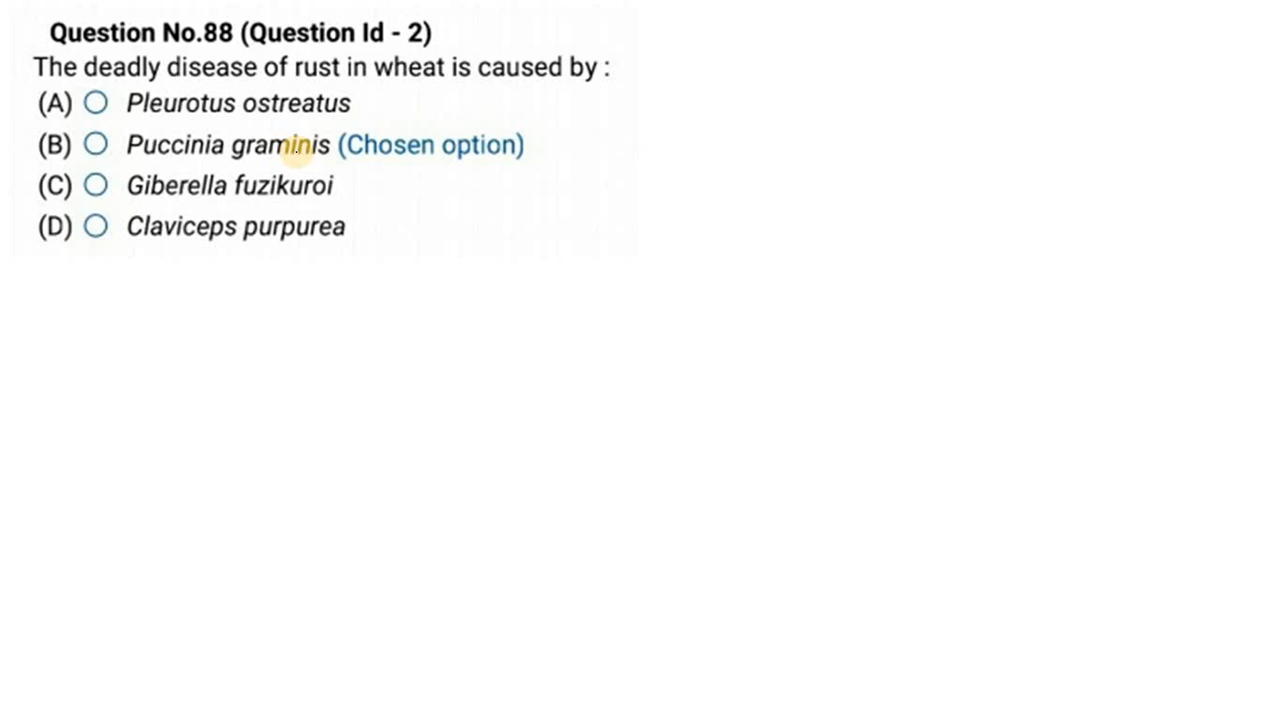 Question No.88 (Question Id - 2)
The deadly disease of rust in wheat is caused by :
(A) Pleurotus ostreatus
(B) Puccinia graminis (Chosen option)
(C) Giberella fuzikuroi
(D) Claviceps purpurea